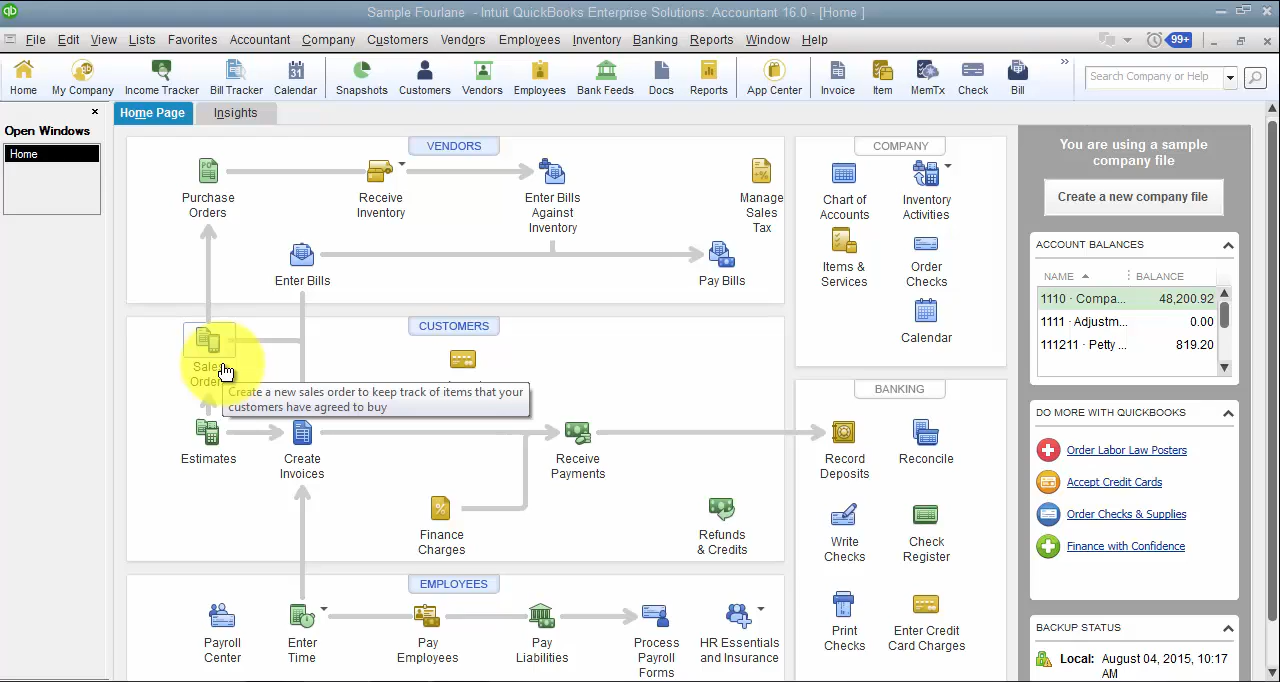 Sample Fourlane - Intuit QuickBooks Enterprise Solutions: Accountant 16.0 - [Home ]
File Edit View Lists Favorites Accountant Company Customers Vendors Employees Inventory Banking Reports Window Help
99+
Home My Company Income Tracker Bill Tracker Calendar Snapshots Customers Vendors Employees Bank Feeds Docs Reports App Center Invoice Item MemTx Check Bill
Search Company or Help
Open Windows
Home
Home Page Insights
VENDORS
Purchase
Orders
Receive
Inventory
Enter Bills
Against
Inventory
Manage
Sales
Tax
Enter Bills
Pay Bills
CUSTOMERS
Sales
Orders
Create a new sales order to keep track of items that your
customers have agreed to buy
Estimates
Create
Invoices
Receive
Payments
Finance
Charges
Refunds
& Credits
EMPLOYEES
Payroll
Center
Enter
Time
Pay
Employees
Pay
Liabilities
Process
Payroll
Forms
HR Essentials
and Insurance
COMPANY
Chart of
Accounts
Inventory
Activities
Items &
Services
Order
Checks
Calendar
BANKING
Record
Deposits
Reconcile
Write
Checks
Check
Register
Print
Checks
Enter Credit
Card Charges
You are using a sample
company file
Create a new company file
ACCOUNT BALANCES
NAME BALANCE
1110 · Compa... 48,200.92
1111 · Adjustm... 0.00
111211 · Petty ... 819.20
DO MORE WITH QUICKBOOKS
Order Labor Law Posters
Accept Credit Cards
Order Checks & Supplies
Finance with Confidence
BACKUP STATUS
Local: August 04, 2015, 10:17
AM